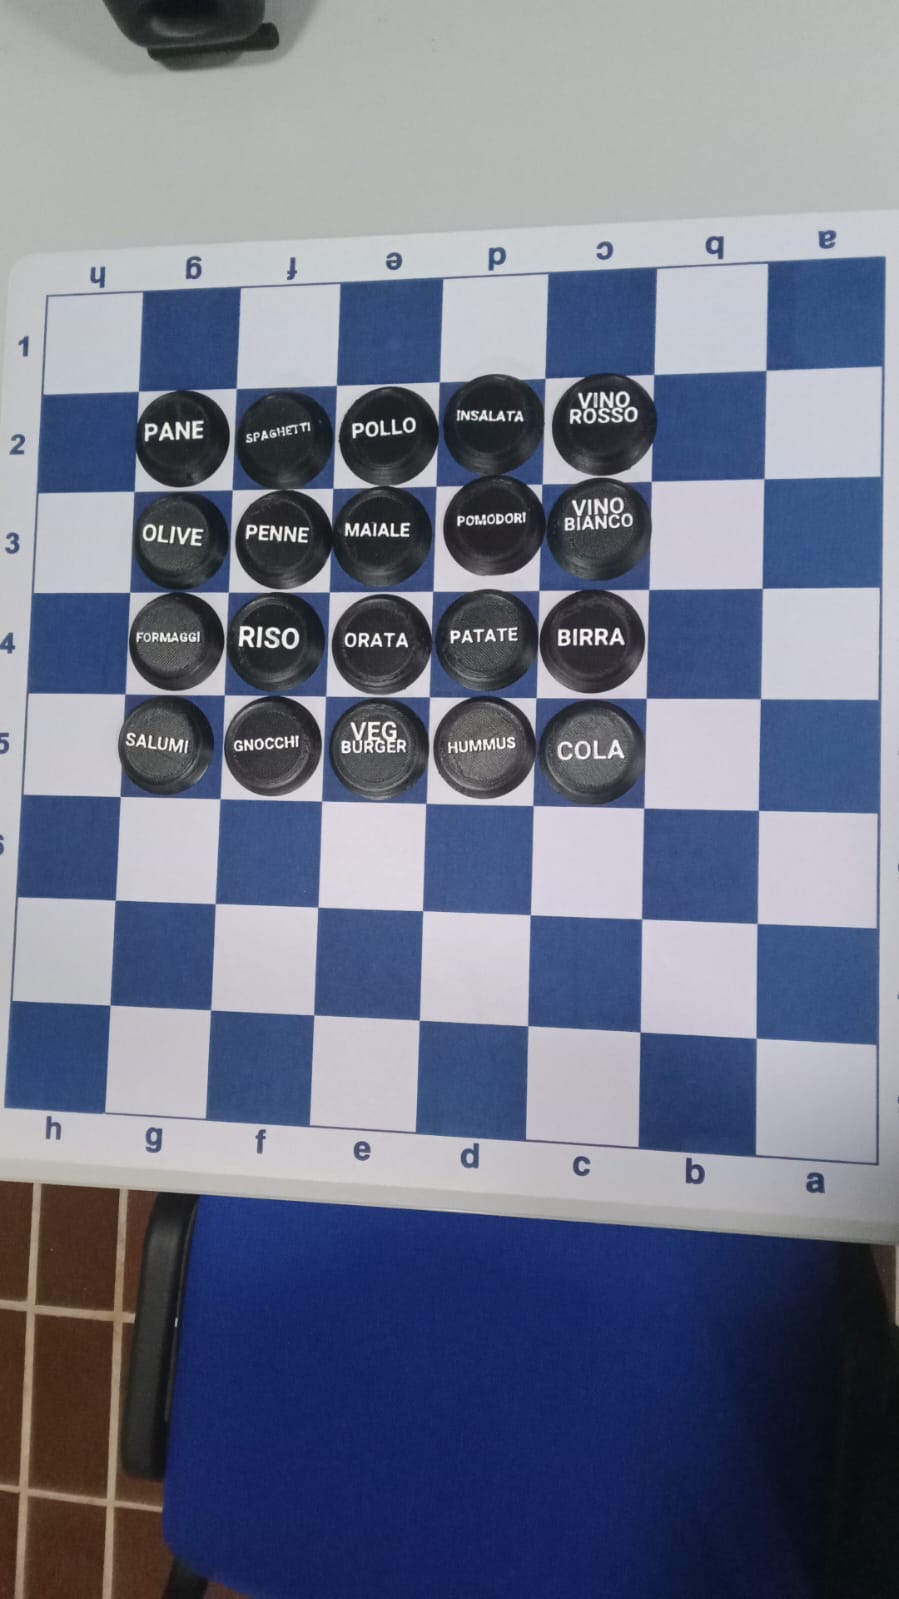 h g f e d c b a
1
2
PANE SPAGHETTI POLLO INSALATA VINO
ROSSO
3
OLIVE PENNE MAIALE POMODORI VINO
BIANCO
4
FORMAGGI RISO ORATA PATATE BIRRA
5
SALUMI GNOCCHI VEG
BURGER HUMMUS COLA
6
h g f e d c b a